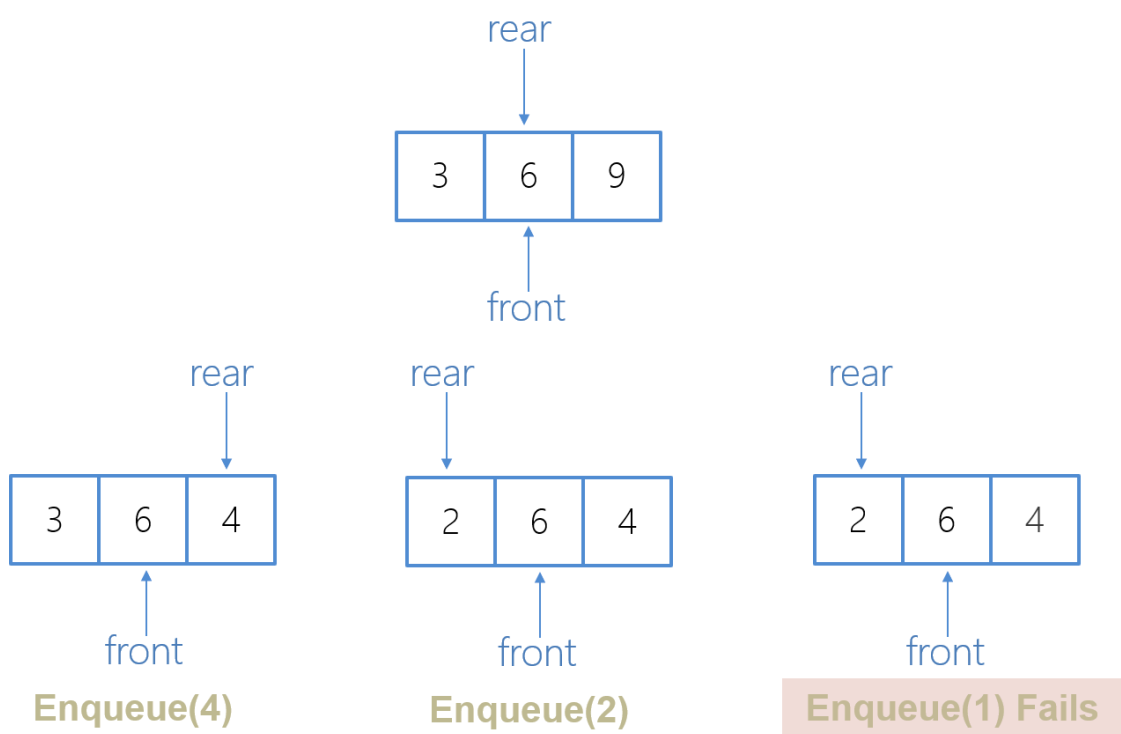 rear
3 6 9
front
rear rear rear
3 6 4 2 6 4 2 6 4
front front front
Enqueue(4) Enqueue(2) Enqueue(1) Fails